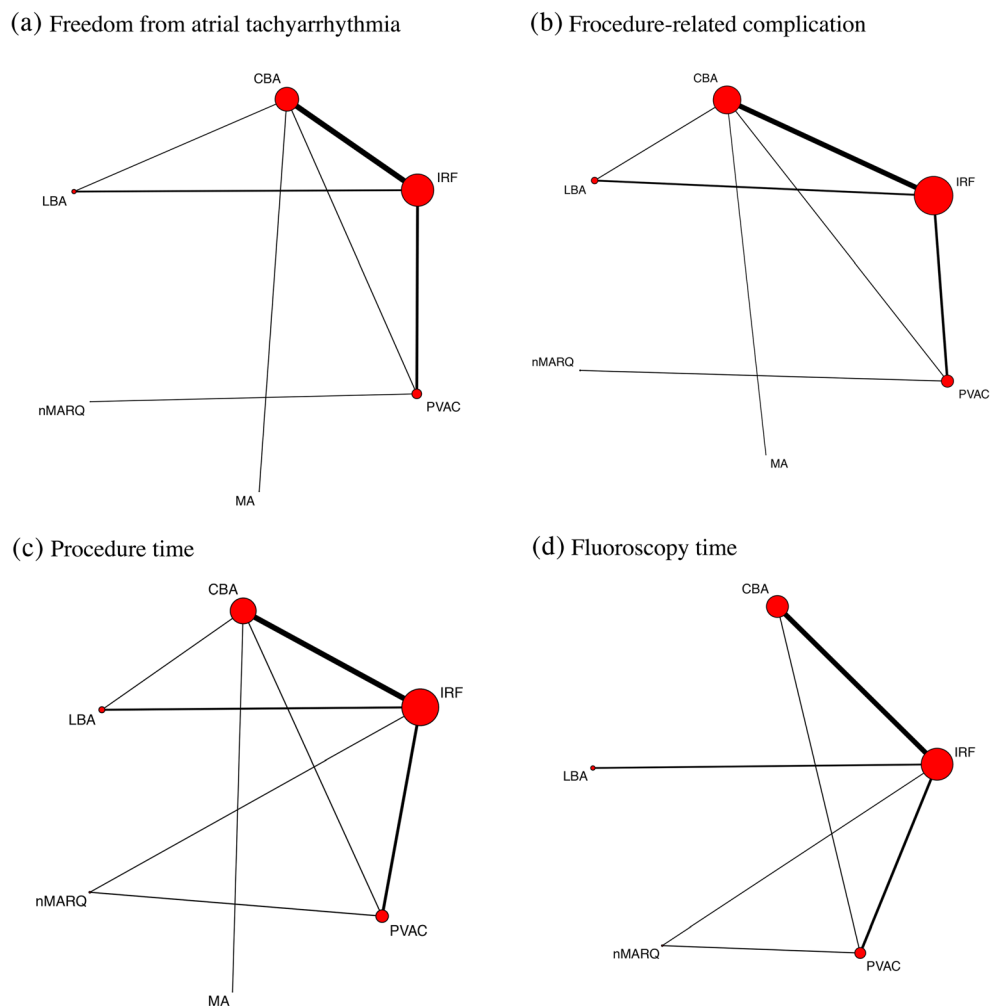 (a) Freedom from atrial tachyarrhythmia
CBA
IRF
LBA
nMARQ
PVAC
MA
(b) Frocedure-related complication
CBA
IRF
LBA
nMARQ
PVAC
MA
(c) Procedure time
CBA
IRF
LBA
nMARQ
PVAC
MA
(d) Fluoroscopy time
CBA
IRF
LBA
nMARQ
PVAC